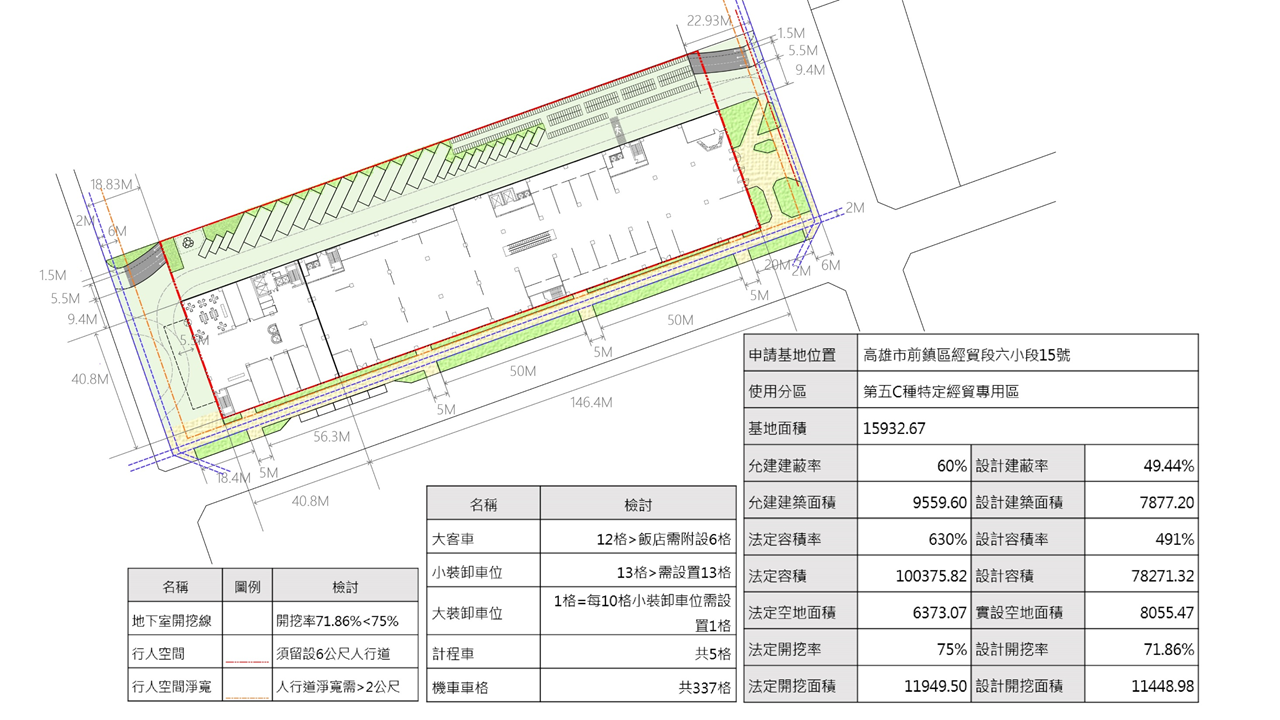 22.93M
1.5M
5.5M
9.4M
18.83M
2M
6M
1.5M
5.5M
9.4M
40.8M
2M
20M
2M
6M
5M
50M
5M
50M
146.4M
5M
56.3M
5M
18.4M
40.8M
名稱 圖例 檢討
地下室開挖線 開挖率71.86%<75%
行人空間 須留設6公尺人行道
行人空間淨寬 人行道淨寬需>2公尺
名稱 檢討
大客車 12格>飯店需附設6格
小裝卸車位 13格>需設置13格
大裝卸車位 1格=每10格小裝卸車位需設
置1格
計程車 共5格
機車車格 共337格
申請基地位置 高雄市前鎮區經貿段六小段15號
使用分區 第五C種特定經貿專用區
基地面積 15932.67
允建建蔽率 60% 設計建蔽率 49.44%
允建建築面積 9559.60 設計建築面積 7877.20
法定容積率 630% 設計容積率 491%
法定容積 100375.82 設計容積 78271.32
法定空地面積 6373.07 實設空地面積 8055.47
法定開挖率 75% 設計開挖率 71.86%
法定開挖面積 11949.50 設計開挖面積 11448.98